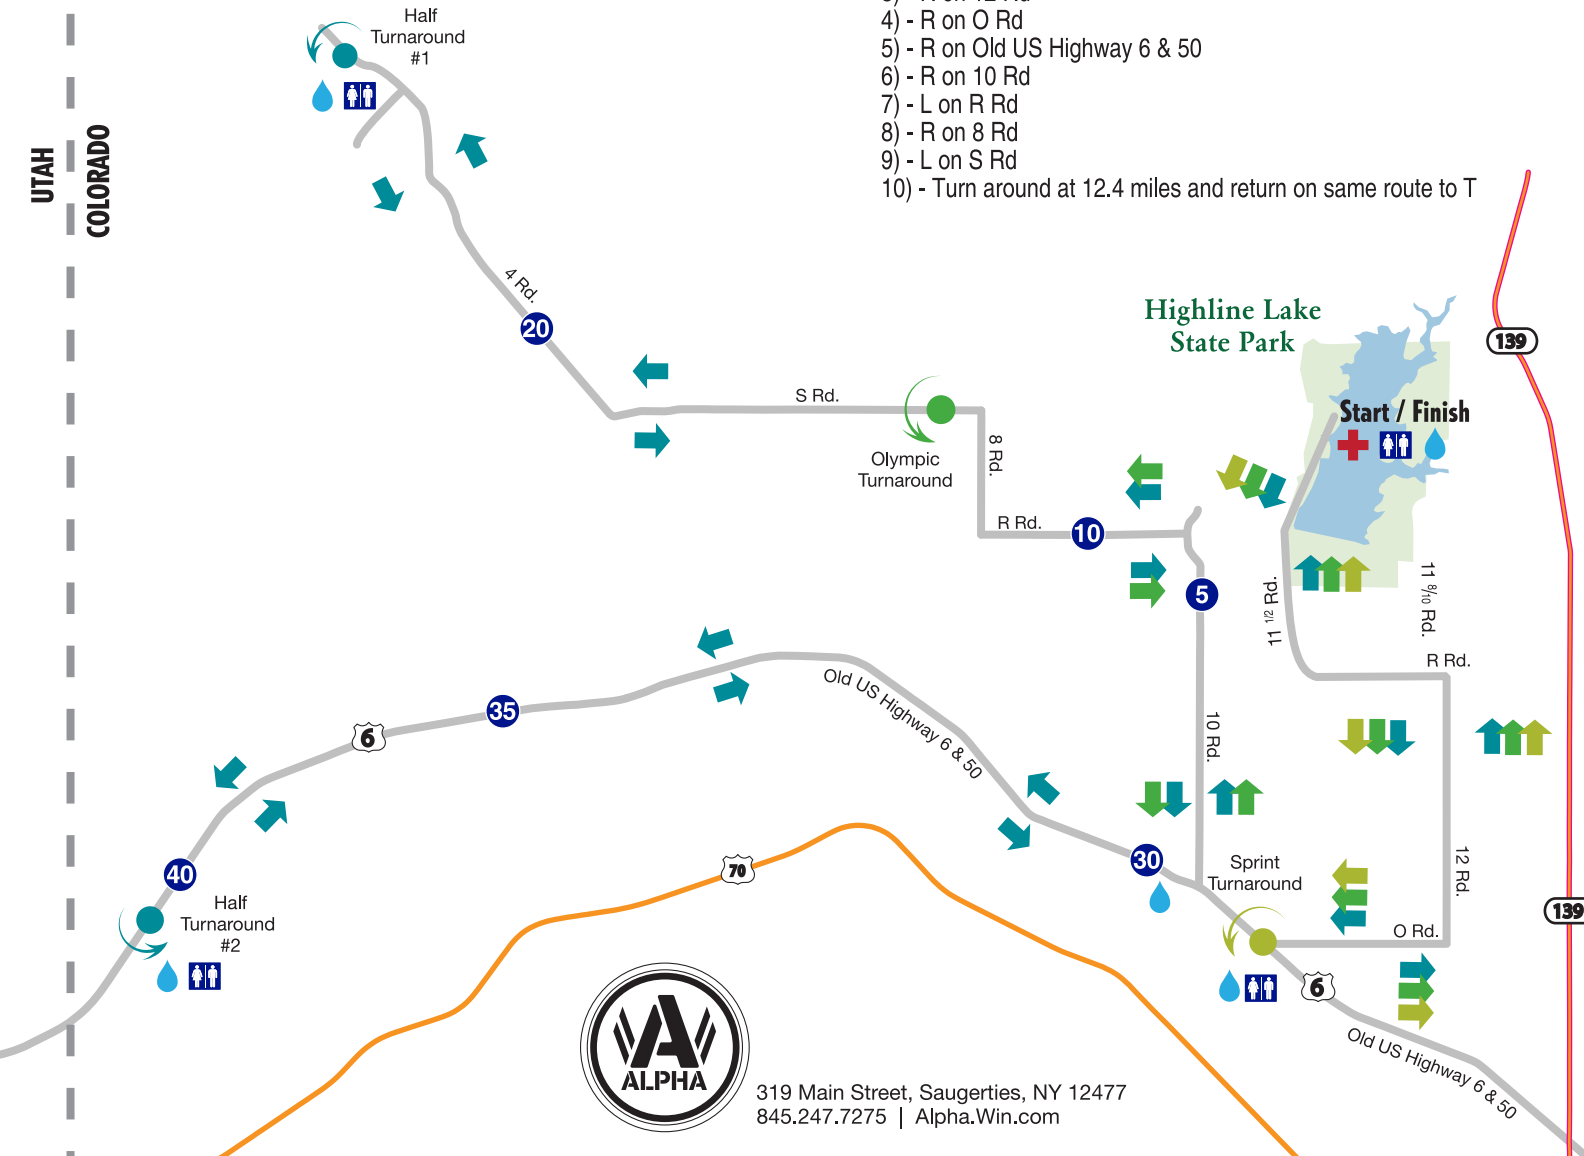 Half
Turnaround
#1
4) - R on O Rd
5) - R on Old US Highway 6 & 50
6) - R on 10 Rd
7) - L on R Rd
8) - R on 8 Rd
9) - L on S Rd
10) - Turn around at 12.4 miles and return on same route to T
UTAH
COLORADO
4 Rd.
20
Highline Lake
State Park
139
S Rd.
Start / Finish
Olympic
Turnaround
8 Rd.
R Rd.
10
5
11 1/2 Rd.
11 8/10 Rd.
R Rd.
Old US Highway 6 & 50
35
6
10 Rd.
30
Sprint
Turnaround
12 Rd.
70
40
Half
Turnaround
#2
O Rd.
139
6
Old US Highway 6 & 50
ALPHA
319 Main Street, Saugerties, NY 12477
845.247.7275 | Alpha.Win.com